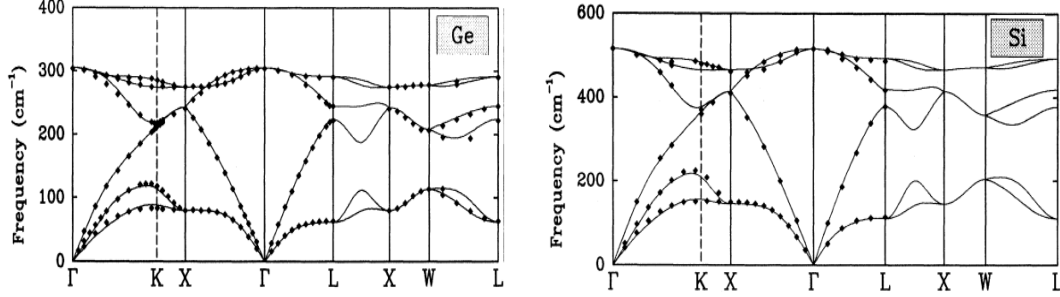 400
300
200
100
0
Frequency (cm⁻¹)
Ge
Γ K X Γ L X W L
600
400
200
0
Frequency (cm⁻¹)
Si
Γ K X Γ L X W L